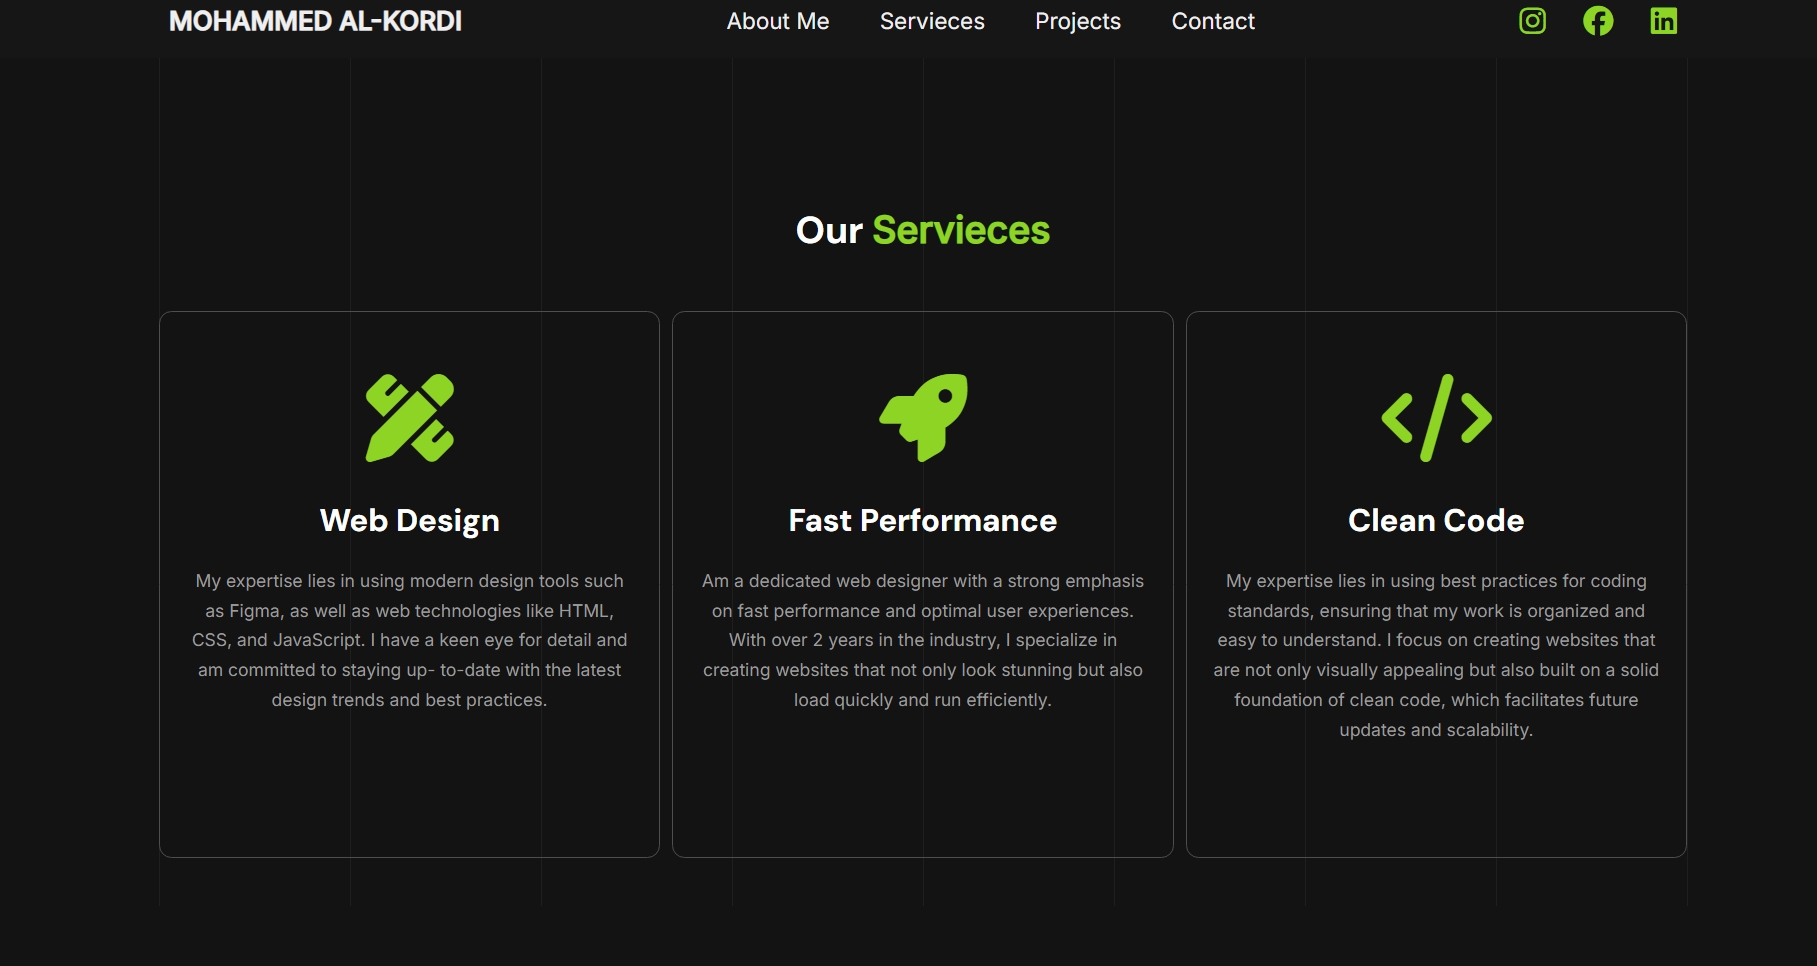 MOHAMMED AL-KORDI
About Me
Servieces
Projects
Contact
Our Servieces
Web Design
My expertise lies in using modern design tools such
as Figma, as well as web technologies like HTML,
CSS, and JavaScript. I have a keen eye for detail and
am committed to staying up- to-date with the latest
design trends and best practices.
Fast Performance
Am a dedicated web designer with a strong emphasis
on fast performance and optimal user experiences.
With over 2 years in the industry, I specialize in
creating websites that not only look stunning but also
load quickly and run efficiently.
Clean Code
My expertise lies in using best practices for coding
standards, ensuring that my work is organized and
easy to understand. I focus on creating websites that
are not only visually appealing but also built on a solid
foundation of clean code, which facilitates future
updates and scalability.